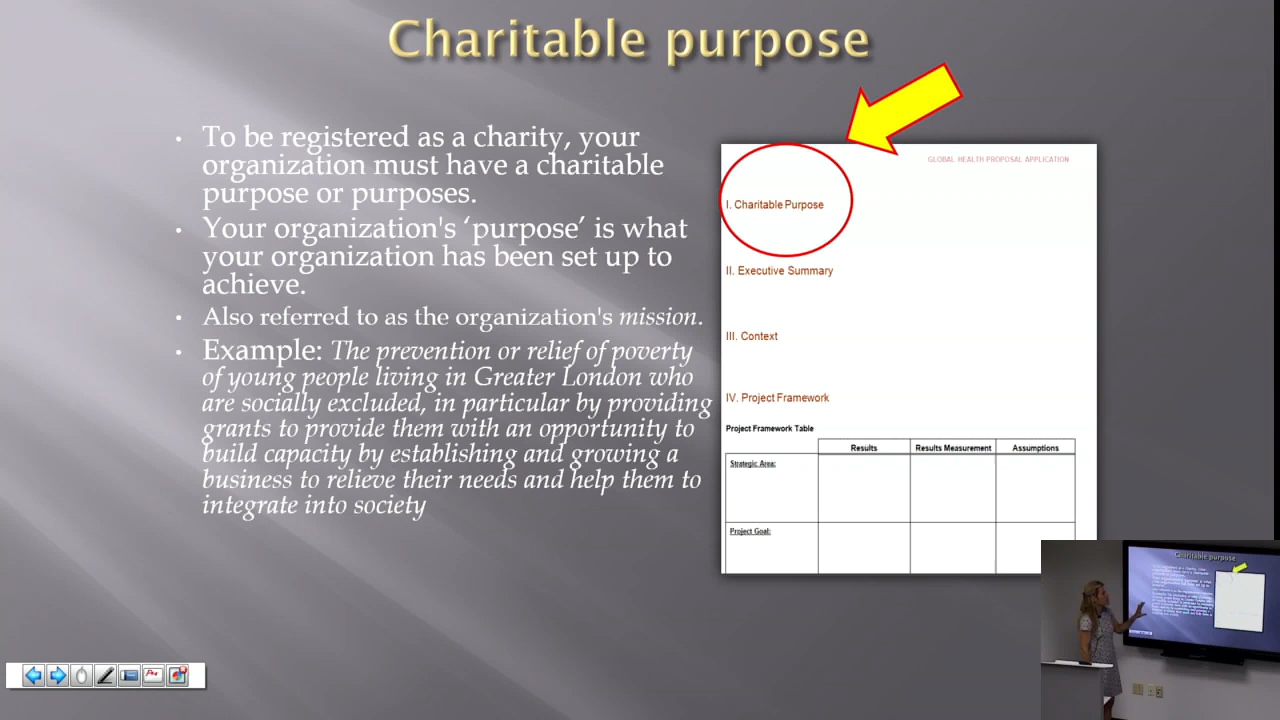 Charitable purpose
• To be registered as a charity, your
organization must have a charitable
purpose or purposes.
• Your organization's ‘purpose’ is what
your organization has been set up to
achieve.
• Also referred to as the organization's mission.
• Example: The prevention or relief of poverty
of young people living in Greater London who
are socially excluded, in particular by providing
grants to provide them with an opportunity to
build capacity by establishing and growing a
business to relieve their needs and help them to
integrate into society
GLOBAL HEALTH PROPOSAL APPLICATION
I. Charitable Purpose
II. Executive Summary
III. Context
IV. Project Framework
Project Framework Table
Results Results Measurement Assumptions
Strategic Area:
Project Goal:
Charitable purpose